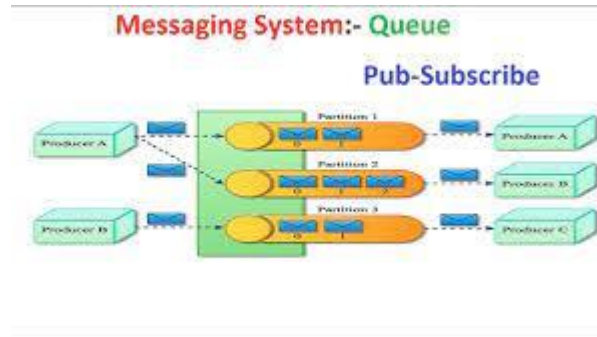 Messaging System:- Queue
Pub-Subscribe
Partition 1
Producer A
0 1
Producer A
Partition 2
0 1 2
Producer B
Partition 3
Producer B
0 1
Producer C